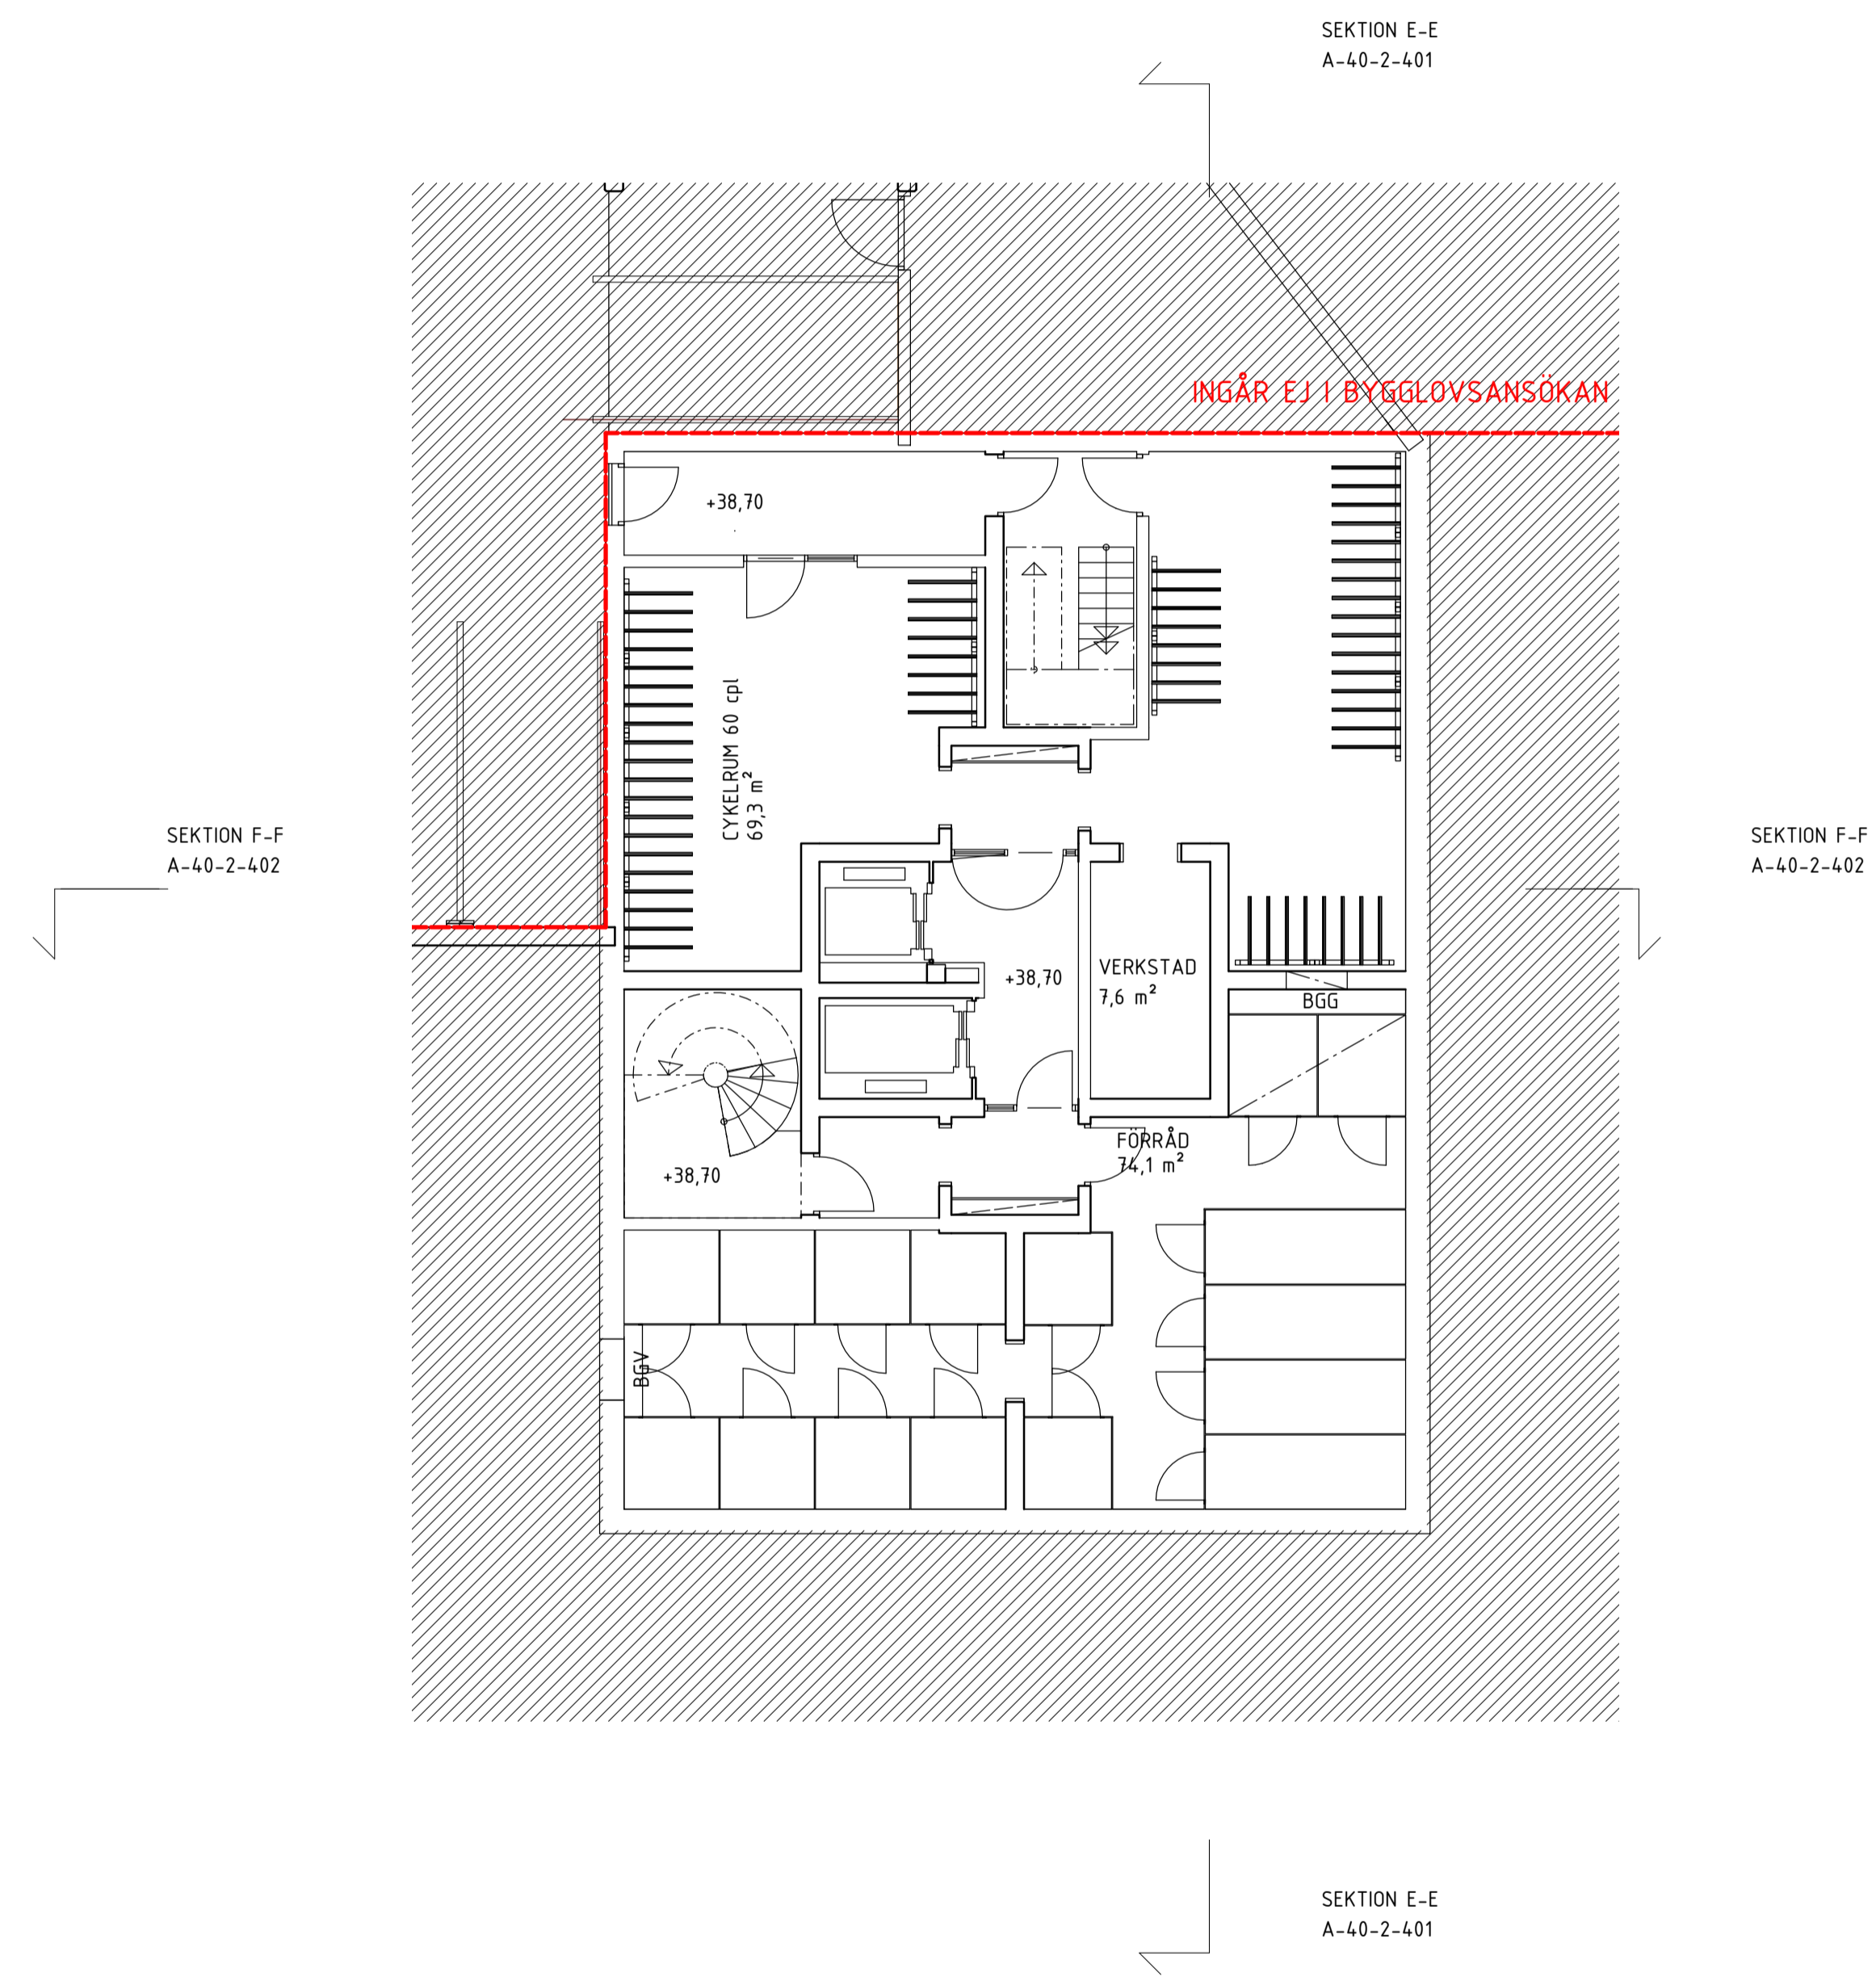 SEKTION E-E
A-40-2-401
INGÅR EJ I BYGGLOVSANSÖKAN
+38,70
CYKELRUM 60 cpl
69,3 m²
SEKTION F-F
A-40-2-402
SEKTION F-F
A-40-2-402
+38,70
VERKSTAD
7,6 m²
BGG
FÖRRÅD
74,1 m²
+38,70
BGV
SEKTION E-E
A-40-2-401